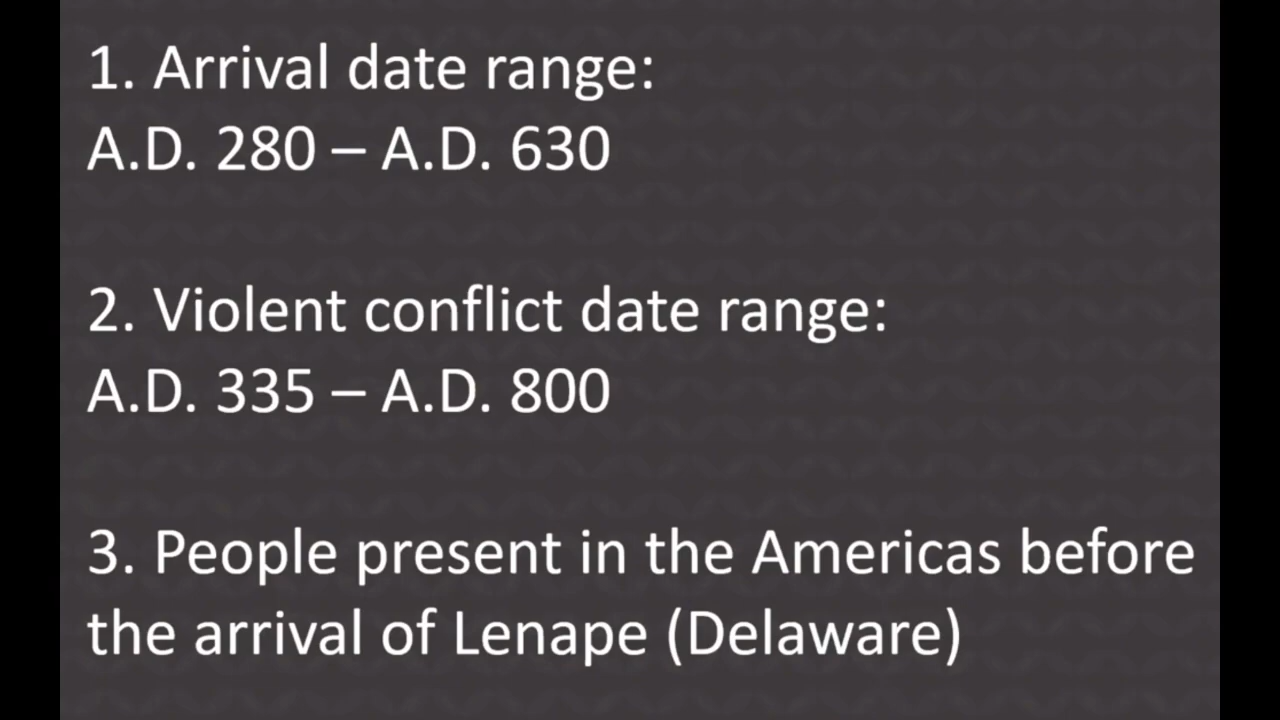 1. Arrival date range:
A.D. 280 – A.D. 630
2. Violent conflict date range:
A.D. 335 – A.D. 800
3. People present in the Americas before
the arrival of Lenape (Delaware)